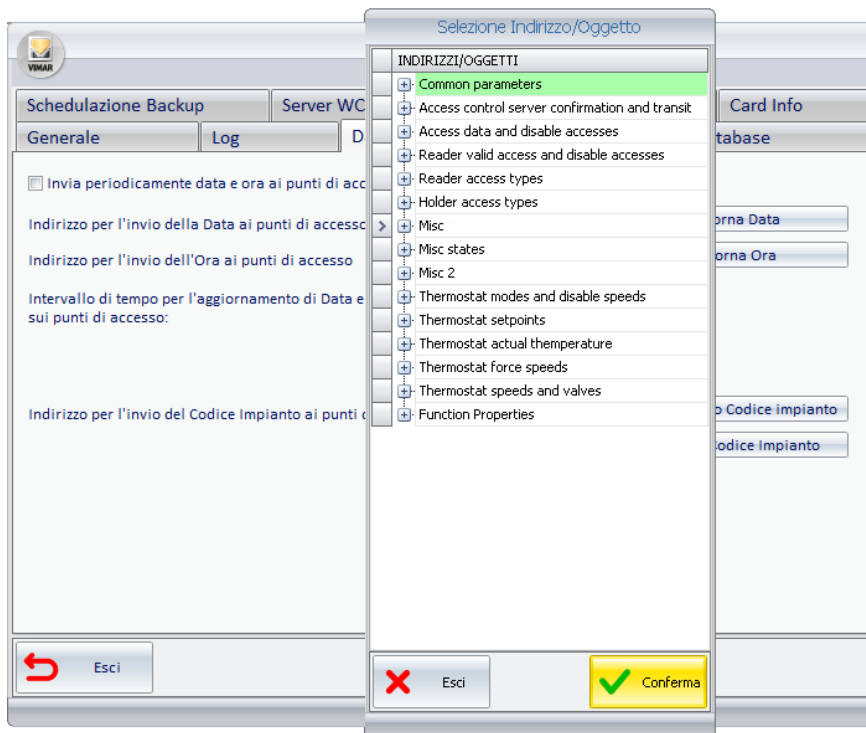 Selezione Indirizzo/Oggetto
VIMAR
INDIRIZZI/OGGETTI
Common parameters
Access control server confirmation and transit
Access data and disable accesses
Reader valid access and disable accesses
Reader access types
Holder access types
Misc
Misc states
Misc 2
Thermostat modes and disable speeds
Thermostat setpoints
Thermostat actual themperature
Thermostat force speeds
Thermostat speeds and valves
Function Properties
Esci
Conferma
Schedulazione Backup
Server
Card Info
Generale
Log
Invia periodicamente data e ora ai punti di
Indirizzo per l'invio della Data ai punti di accesso
Data
Indirizzo per l'invio dell'Ora ai punti di accesso
Ora
Intervallo di tempo per l'aggiornamento di Data e
sui punti di accesso:
Indirizzo per l'invio del Codice Impianto ai punti
Codice impianto
Impianto
Esci